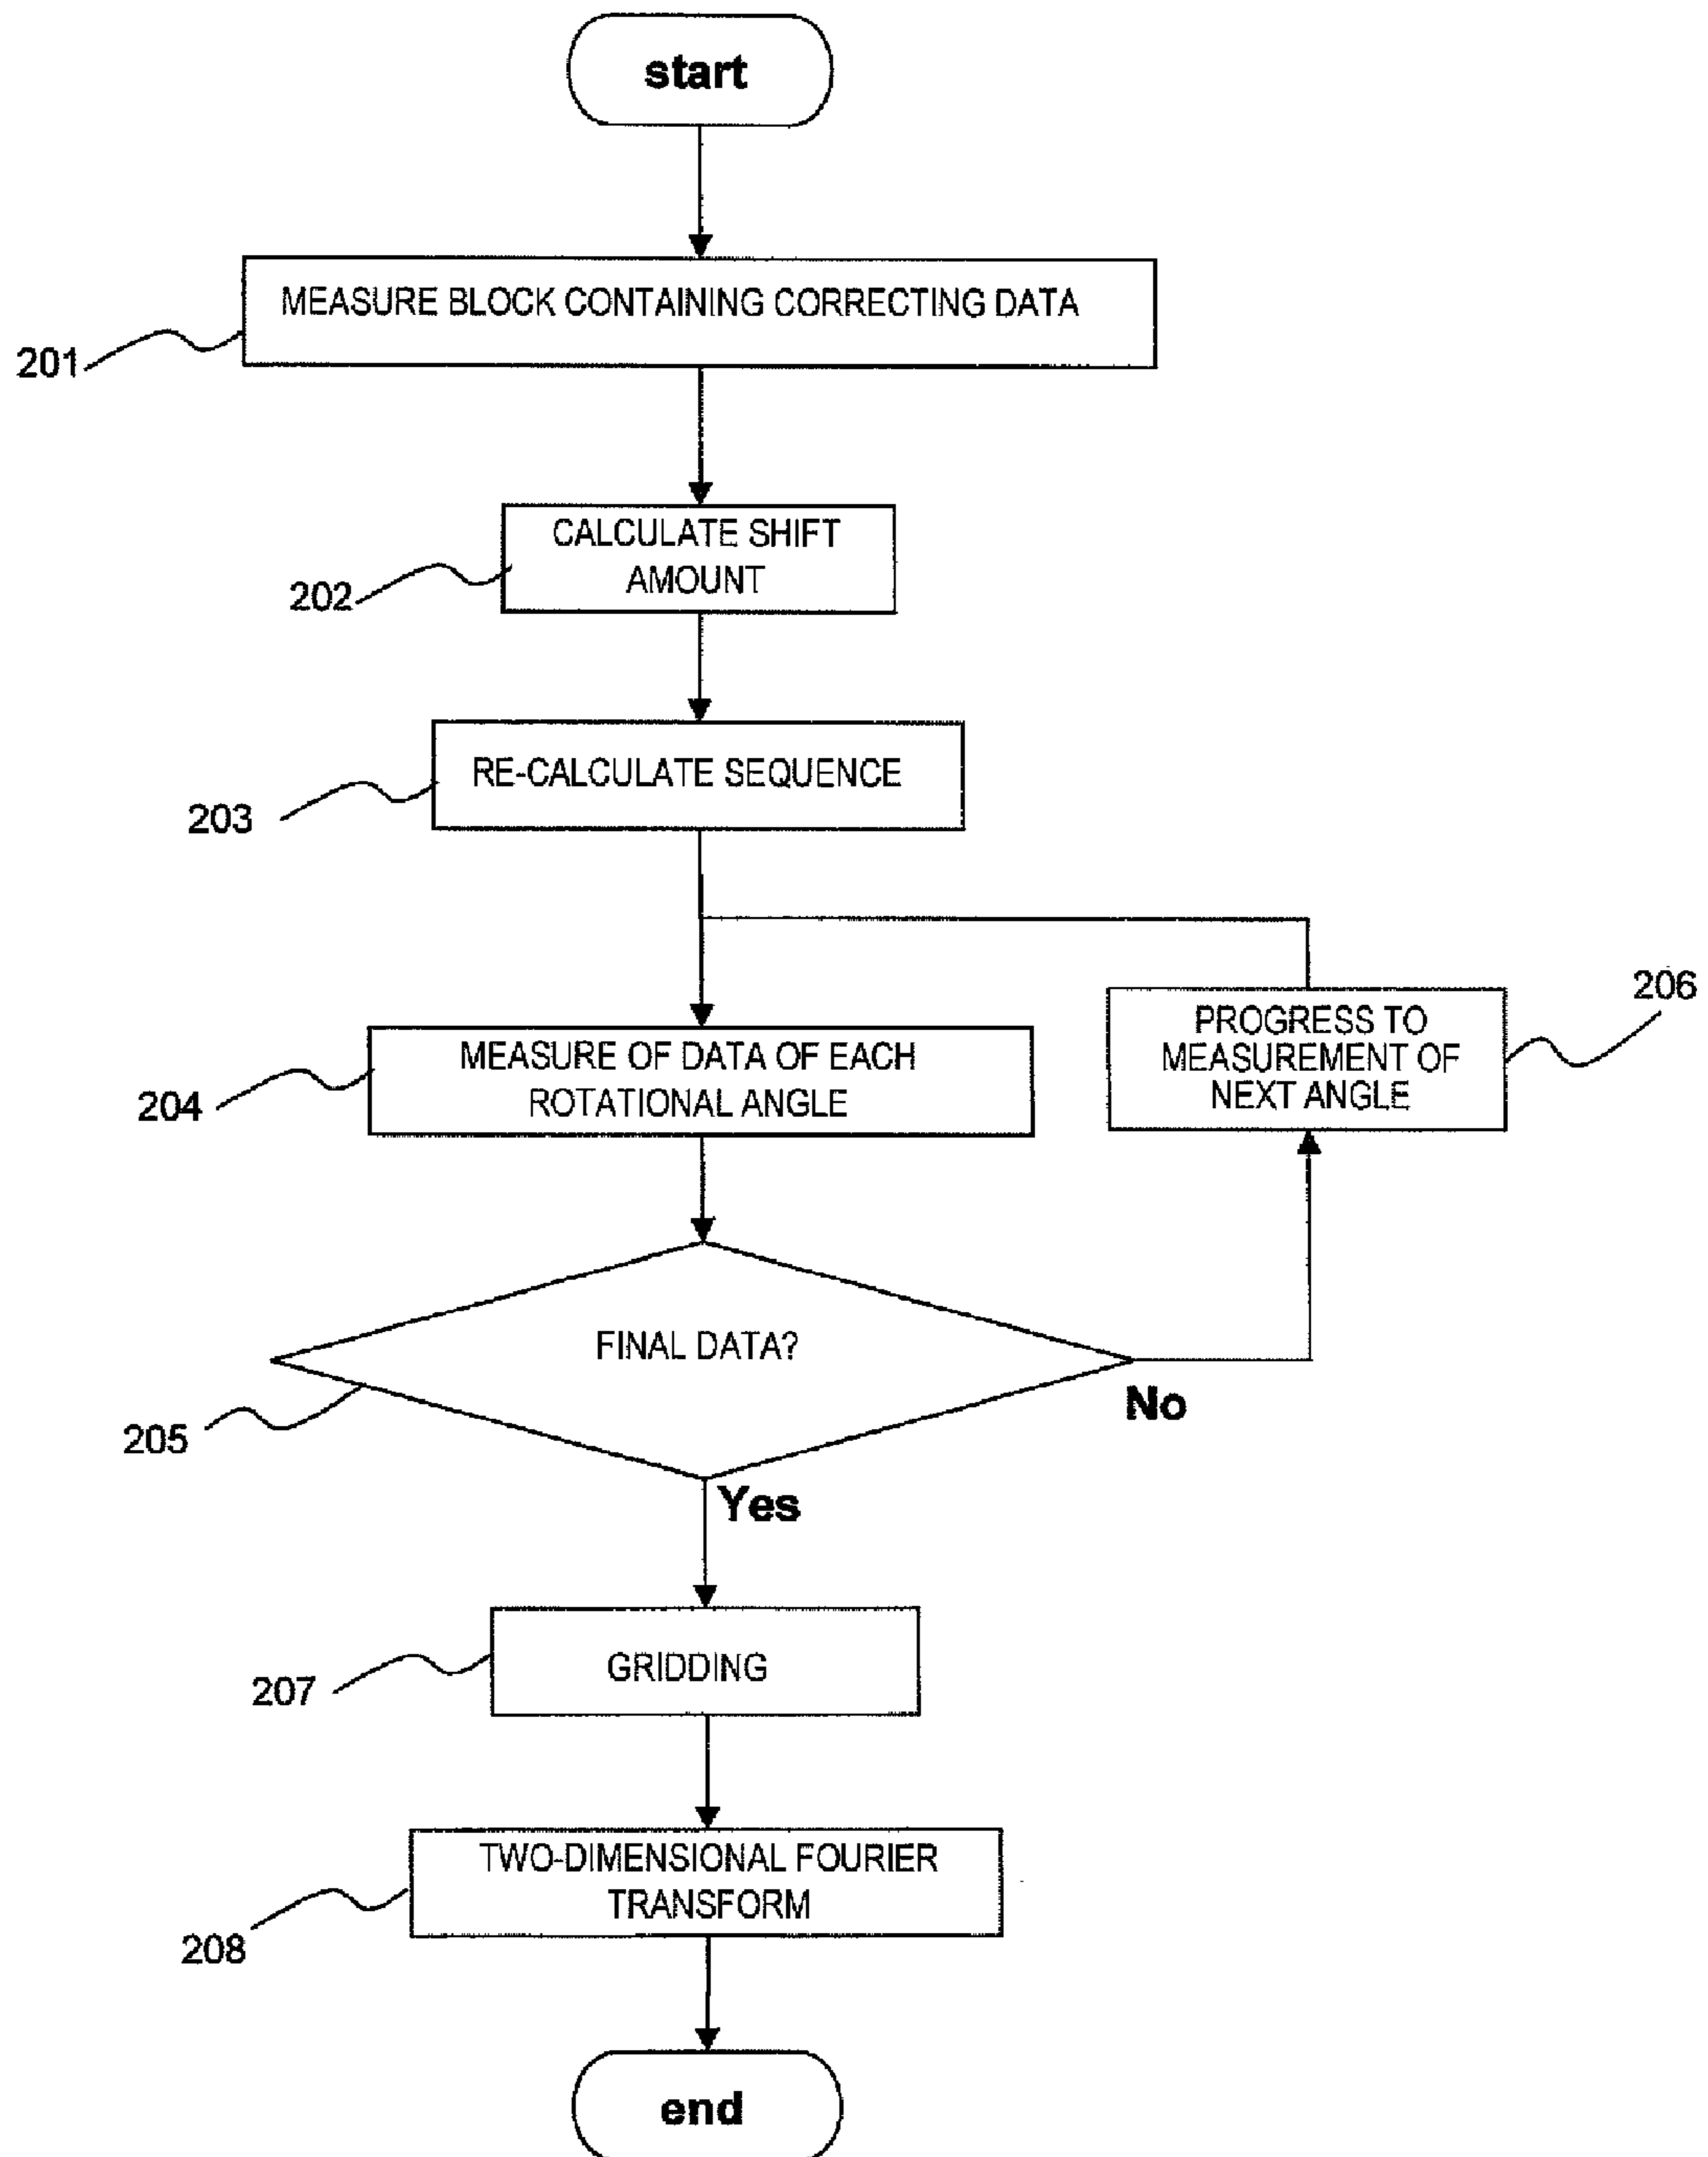 start
MEASURE BLOCK CONTAINING CORRECTING DATA
201
CALCULATE SHIFT
AMOUNT
202
RE-CALCULATE SEQUENCE
203
206
PROGRESS TO
MEASUREMENT OF
NEXT ANGLE
MEASURE OF DATA OF EACH
ROTATIONAL ANGLE
204
FINAL DATA?
No
205
Yes
GRIDDING
207
TWO-DIMENSIONAL FOURIER
TRANSFORM
208
end